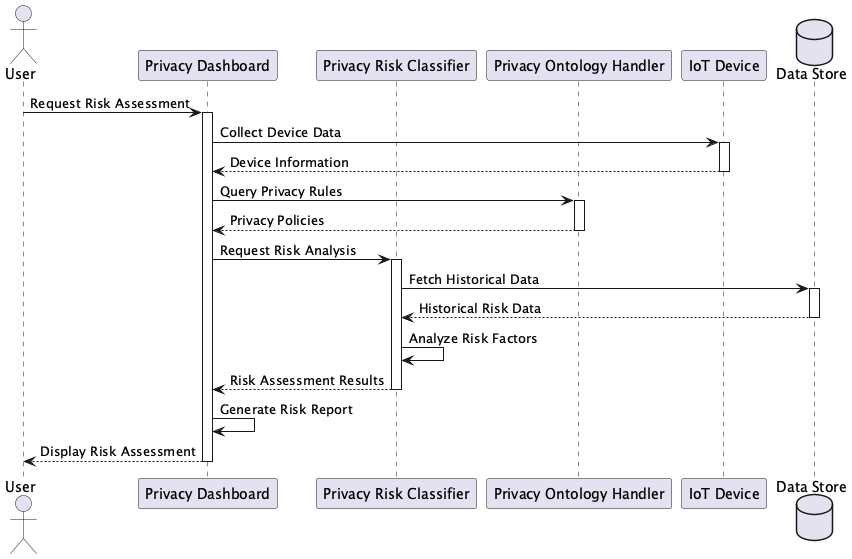 User
Privacy Dashboard
Privacy Risk Classifier
Privacy Ontology Handler
IoT Device
Data Store
Request Risk Assessment
Collect Device Data
Device Information
Query Privacy Rules
Privacy Policies
Request Risk Analysis
Fetch Historical Data
Historical Risk Data
Analyze Risk Factors
Risk Assessment Results
Generate Risk Report
Display Risk Assessment
User
Privacy Dashboard
Privacy Risk Classifier
Privacy Ontology Handler
IoT Device
Data Store